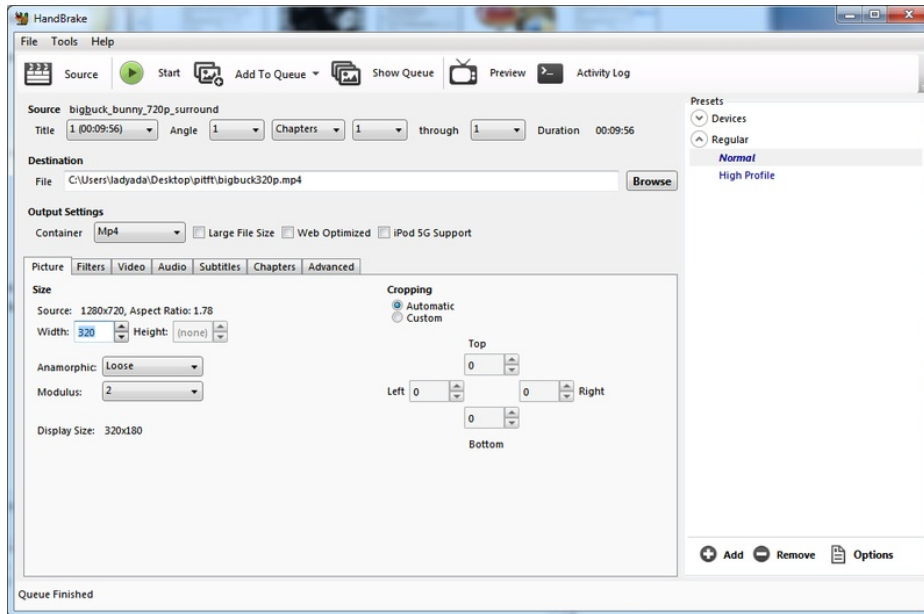 HandBrake
File Tools Help
Source Start Add To Queue Show Queue Preview Activity Log
Source bigbuck_bunny_720p_surround
Title 1 (00:09:56) Angle 1 Chapters 1 through 1 Duration 00:09:56
Destination
File C:\Users\ladyada\Desktop\pitft\bigbuck320p.mp4 Browse
Output Settings
Container Mp4 Large File Size Web Optimized iPod 5G Support
Picture Filters Video Audio Subtitles Chapters Advanced
Size
Source: 1280x720, Aspect Ratio: 1.78
Width: 320 Height: (none)
Anamorphic: Loose
Modulus: 2
Display Size: 320x180
Cropping
Automatic
Custom
Top
0
Left 0 0 Right
0
Bottom
Presets
Devices
Regular
Normal
High Profile
Add Remove Options
Queue Finished